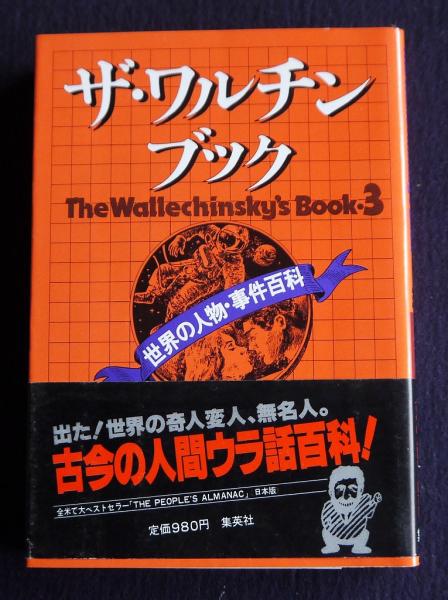 ザ・ワルチン
ブック
The Wallechinsky's Book・3
世界の人物・事件百科
出た!世界の奇人変人、無名人。
古今の人間ウラ話百科!
全米で大ベストセラー「THE PEOPLE'S ALMANAC」日本版
定価980円 集英社